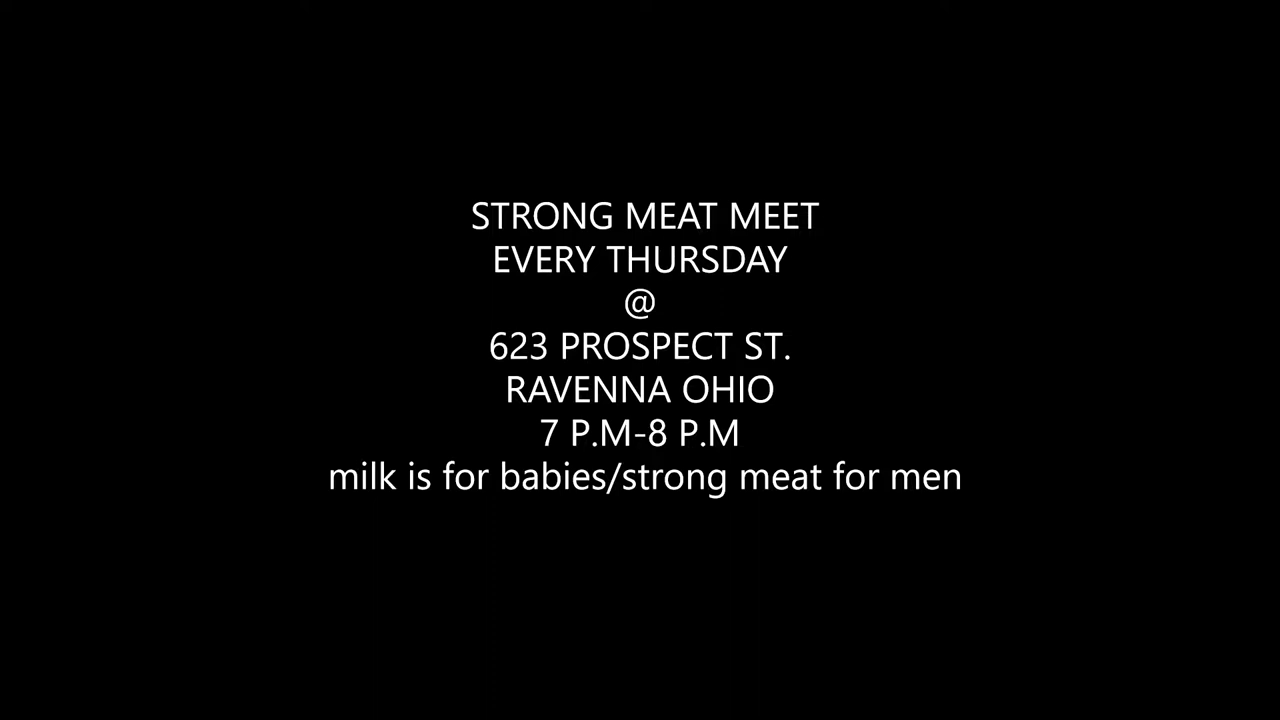 STRONG MEAT MEET
EVERY THURSDAY
@
623 PROSPECT ST.
RAVENNA OHIO
7 P.M-8 P.M
milk is for babies/strong meat for men